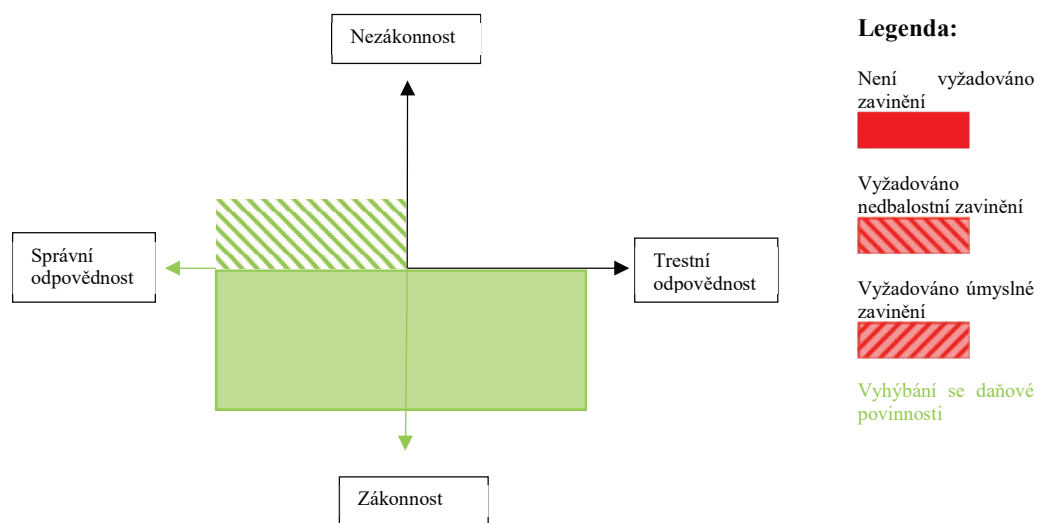 Nezákonnost
Legenda:
Není vyžadováno
zavinění
Vyžadováno
nedbalostní zavinění
Správní
odpovědnost
Trestní
odpovědnost
Vyžadováno úmyslné
zavinění
Vyhýbání se daňové
povinnosti
Zákonnost